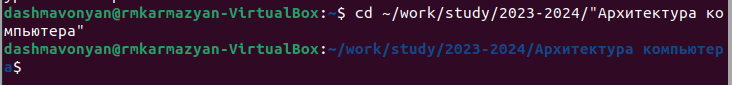 dashmavonyan@rmkarmazyan-VirtualBox:~$ cd ~/work/study/2023-2024/"Архитектура ко
мпьютера"
dashmavonyan@rmkarmazyan-VirtualBox:~/work/study/2023-2024/Архитектура компьютер
а$